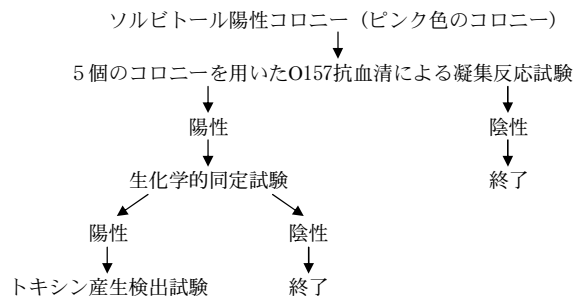 ソルビトール陽性コロニー（ピンク色のコロニー）
５個のコロニーを用いたO157抗血清による凝集反応試験
陽性　陰性
生化学的同定試験　終了
陽性　陰性
トキシン産生検出試験　終了